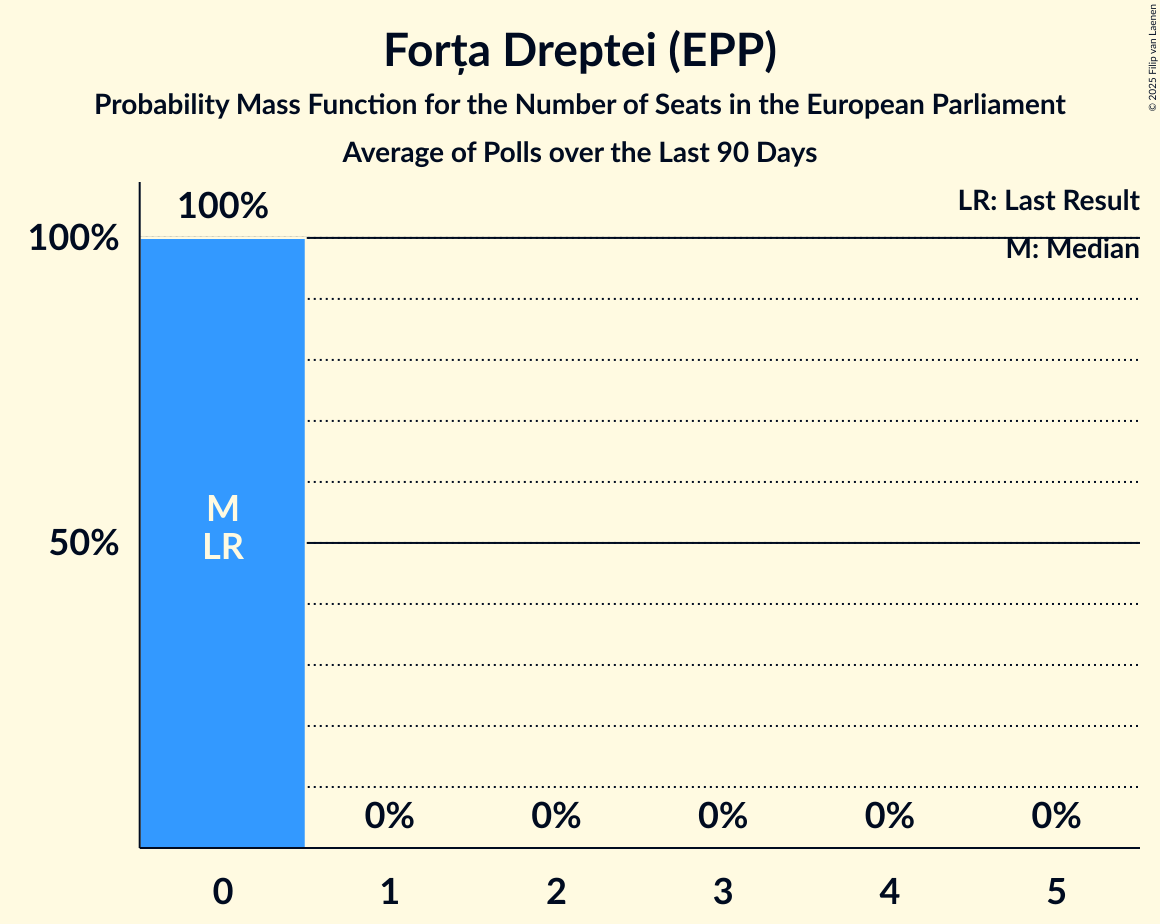 Forța Dreptei (EPP)
Probability Mass Function for the Number of Seats in the European Parliament
Average of Polls over the Last 90 Days
© 2025 Filip van Laenen
LR: Last Result
M: Median
100%
100%
50%
M
LR
0% 0% 0% 0% 0%
0 1 2 3 4 5